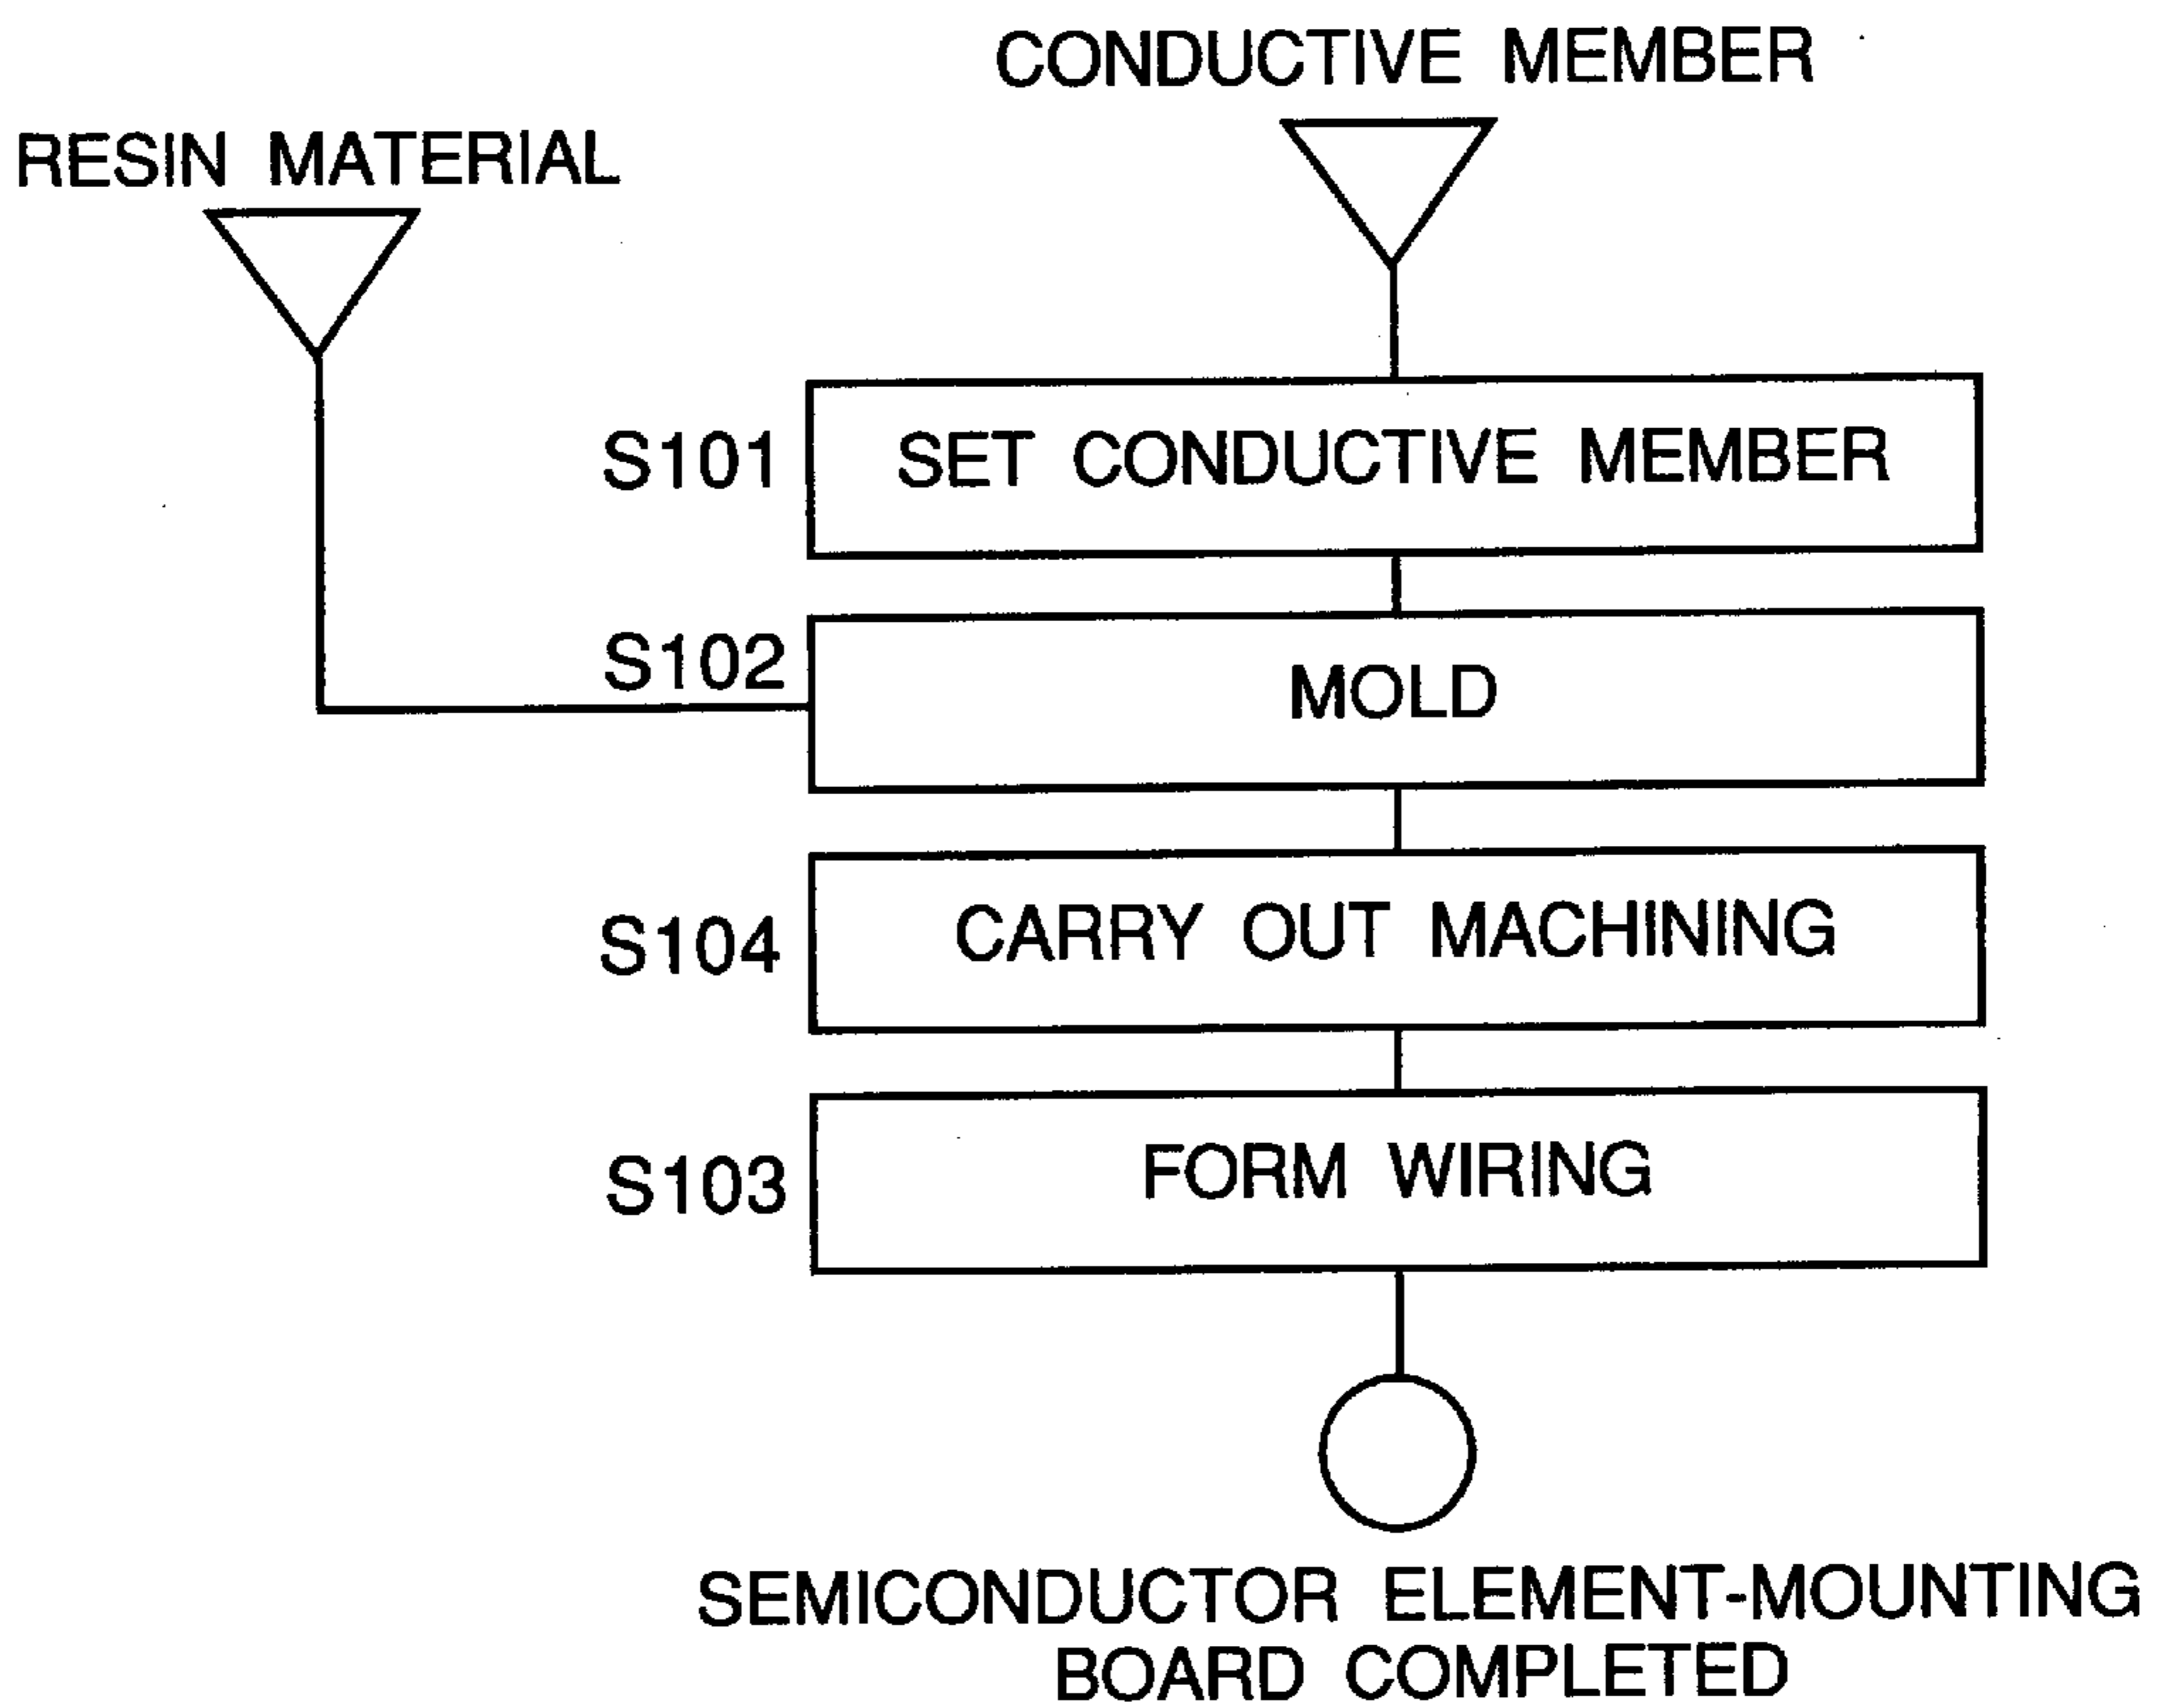 CONDUCTIVE MEMBER
RESIN MATERIAL
S101 SET CONDUCTIVE MEMBER
S102 MOLD
S104 CARRY OUT MACHINING
S103 FORM WIRING
SEMICONDUCTOR ELEMENT-MOUNTING
BOARD COMPLETED